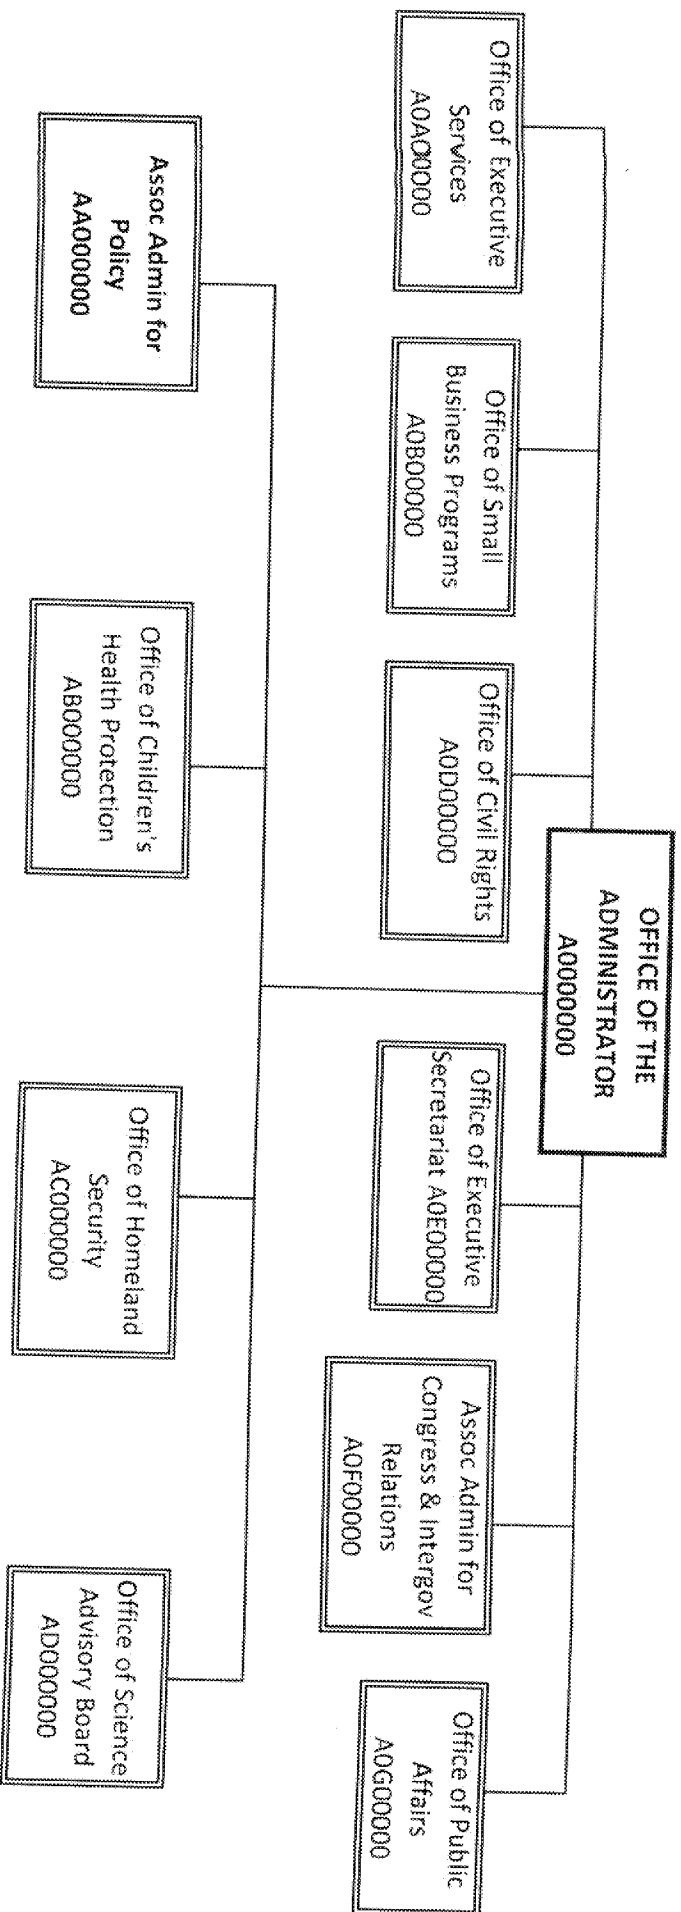 OFFICE OF THE
ADMINISTRATOR
A0000000
Office of Executive
Services
A0A00000
Office of Small
Business Programs
A0B00000
Office of Civil Rights
A0D00000
Office of Executive
Secretariat A0E00000
Assoc Admin for
Congress & Intergov
Relations
A0F00000
Office of Public
Affairs
A0G00000
Assoc Admin for
Policy
AA000000
Office of Children's
Health Protection
AB000000
Office of Homeland
Security
AC000000
Office of Science
Advisory Board
AD000000